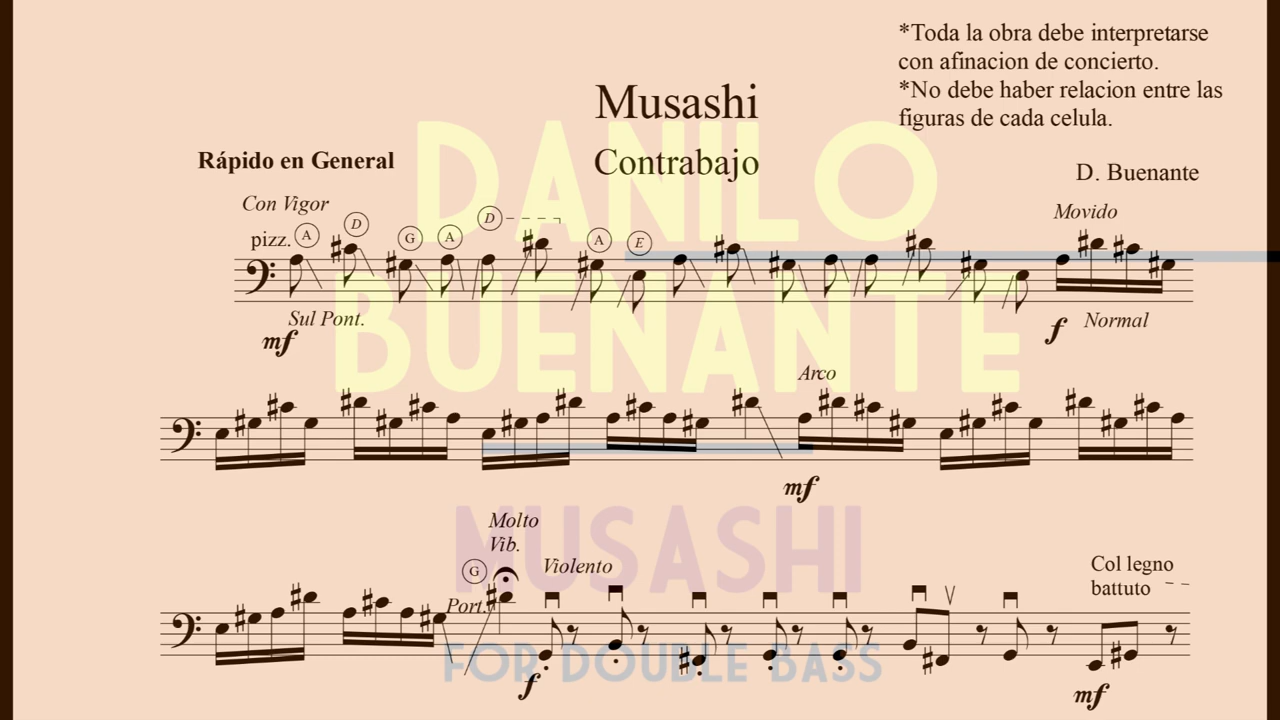 *Toda la obra debe interpretarse
con afinacion de concierto.
*No debe haber relacion entre las
figuras de cada celula.
Musashi
Contrabajo
Rápido en General
D. Buenante
DANILO
BUENANTE
Con Vigor
Movido
pizz. A D G A D A E
Sul Pont.
mf
f Normal
Arco
mf
MUSASHI
Molto
Vib.
G
Violento
Port.
Col legno
battuto
FOR DOUBLE BASS
f
mf